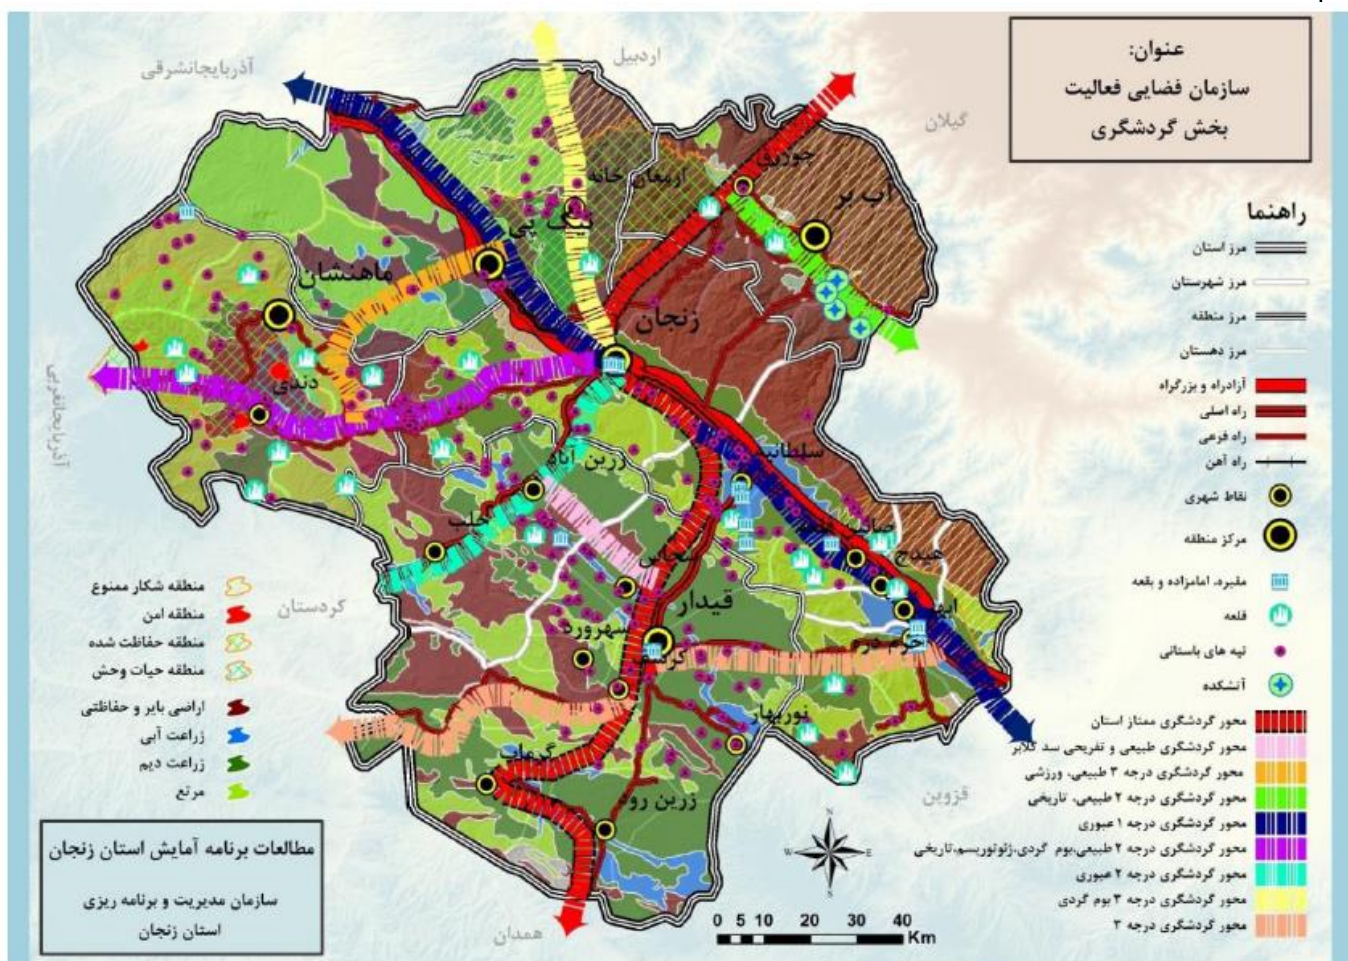 عنوان:
سازمان فضایی فعالیت
بخش گردشگری
اردبیل
آذربایجانشرقی
گیلان
چورزق
ارمغان خانه
آب بر
نیک پی
ماهنشان
زنجان
دندی
آذربایجانغربی
سلطانیه
زرین آباد
حلب
هیدج
ابهر
خرم دره
سجاس
قیدار
سهرورد
کرسف
نوربهار
گرماب
زرین رود
کردستان
قزوین
همدان
راهنما
مرز استان
مرز شهرستان
مرز منطقه
مرز دهستان
آزادراه و بزرگراه
راه اصلی
راه فرعی
راه آهن
نقاط شهری
مرکز منطقه
مقبره، امامزاده و بقعه
قلعه
تپه های باستانی
آتشکده
محور گردشگری ممتاز استان
محور گردشگری طبیعی و تفریحی سد گلابر
محور گردشگری درجه ۳ طبیعی، ورزشی
محور گردشگری درجه ۲ طبیعی، تاریخی
محور گردشگری درجه ۱ عبوری
محور گردشگری درجه ۲ طبیعی،بوم گردی،ژئوتوریسم،تاریخی
محور گردشگری درجه ۲ عبوری
محور گردشگری درجه ۳ بوم گردی
محور گردشگری درجه ۳
منطقه شکار ممنوع
منطقه امن
منطقه حفاظت شده
منطقه حیات وحش
اراضی بایر و حفاظتی
زراعت آبی
زراعت دیم
مرتع
مطالعات برنامه آمایش استان زنجان
سازمان مدیریت و برنامه ریزی
استان زنجان
N
W E
S
0 5 10 20 30 40
Km